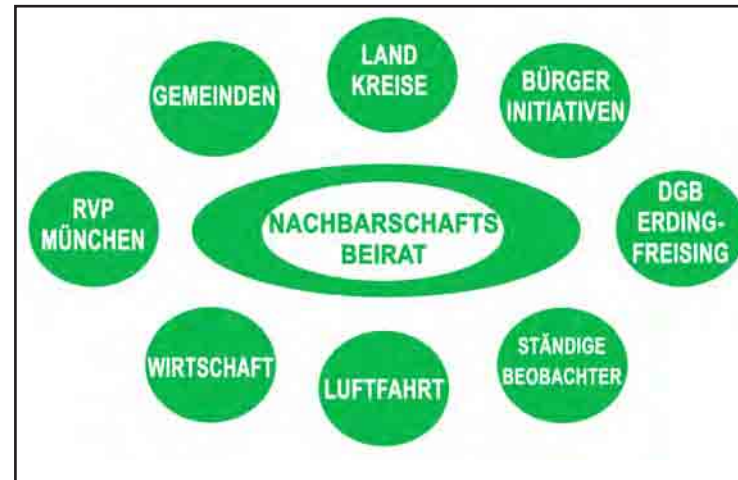 LAND
KREISE
GEMEINDEN
BÜRGER
INITIATIVEN
RVP
MÜNCHEN
NACHBARSCHAFTS
BEIRAT
DGB
ERDING-
FREISING
WIRTSCHAFT
LUFTFAHRT
STÄNDIGE
BEOBACHTER